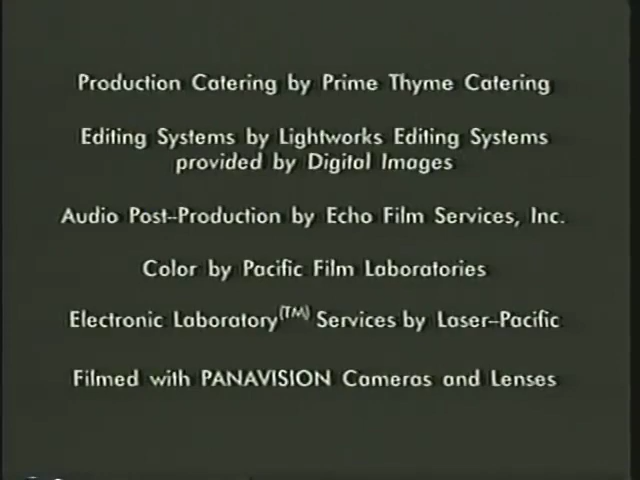 Production Catering by Prime Thyme Catering
Editing Systems by Lightworks Editing Systems
provided by Digital Images
Audio Post-Production by Echo Film Services, Inc.
Color by Pacific Film Laboratories
Electronic Laboratory(TM) Services by Laser-Pacific
Filmed with PANAVISION Cameras and Lenses